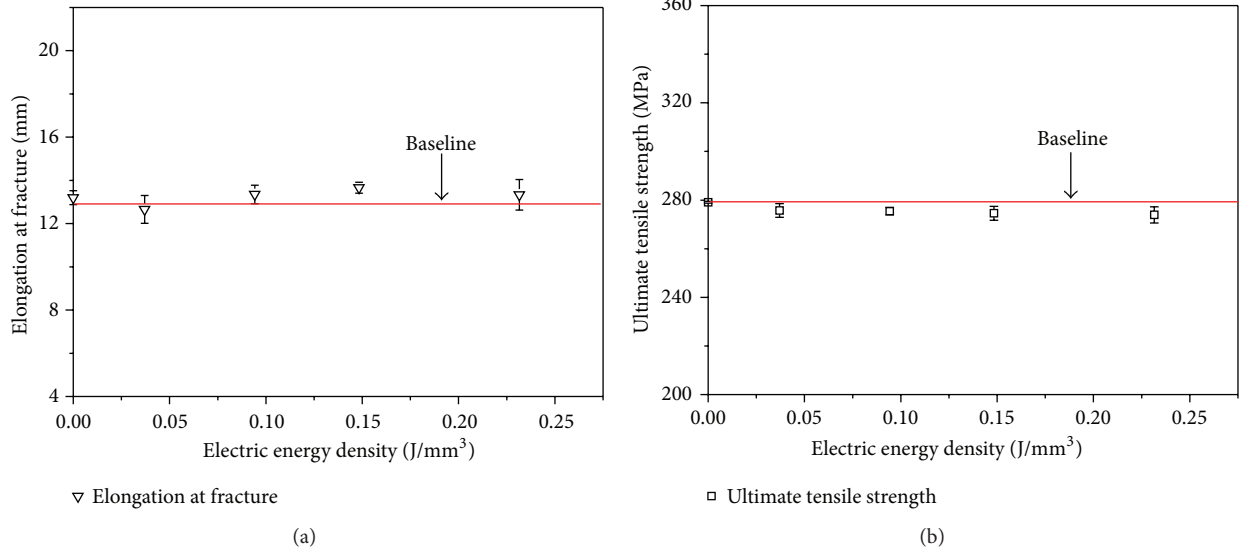 20
16
12
8
4
Elongation at fracture (mm)
Baseline
0.00 0.05 0.10 0.15 0.20 0.25
Electric energy density (J/mm³)
Elongation at fracture
(a)
360
320
280
240
200
Ultimate tensile strength (MPa)
Baseline
0.00 0.05 0.10 0.15 0.20 0.25
Electric energy density (J/mm³)
Ultimate tensile strength
(b)